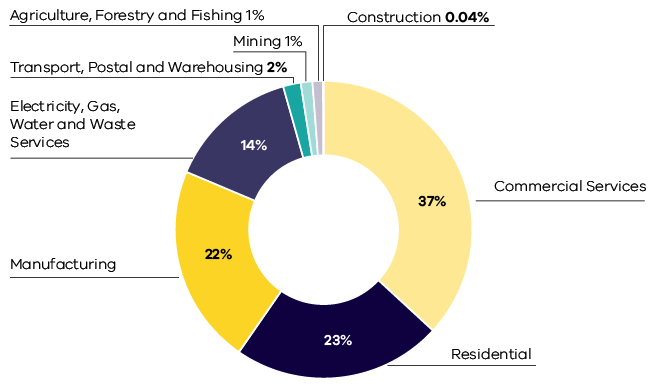 Agriculture, Forestry and Fishing 1%
Construction 0.04%
Mining 1%
Transport, Postal and Warehousing 2%
Electricity, Gas,
Water and Waste
Services
14%
37%
Commercial Services
22%
Manufacturing
23%
Residential